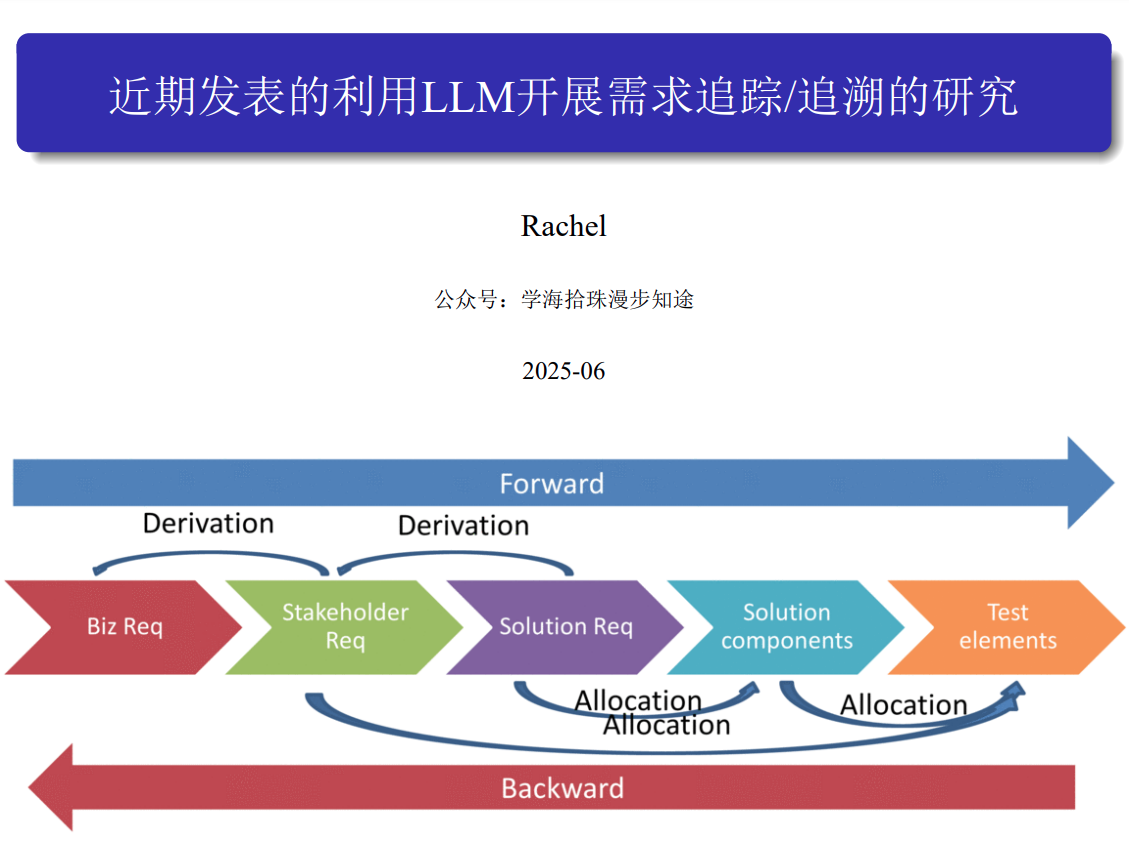 近期发表的利用LLM开展需求追踪/追溯的研究
Rachel
公众号：学海拾珠漫步知途
2025-06
Forward
Derivation
Derivation
Biz Req
Stakeholder
Req
Solution Req
Solution
components
Test
elements
Allocation
Allocation
Allocation
Backward